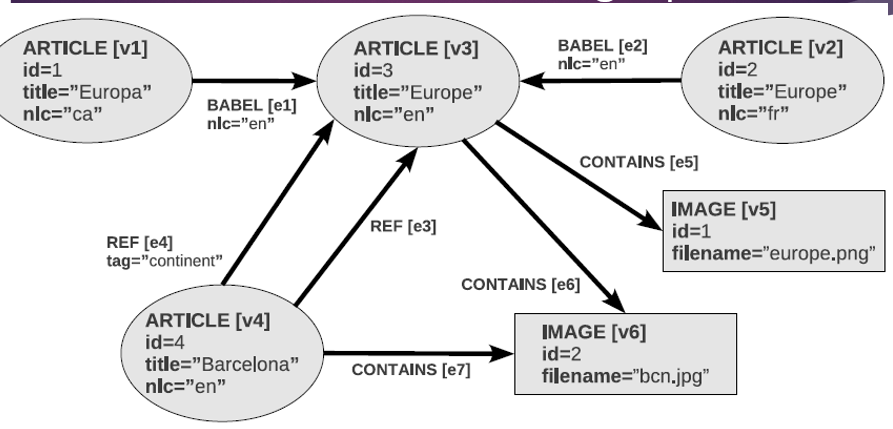 ARTICLE [v1]
id=1
title="Europa"
nlc="ca"
BABEL [e1]
nlc="en"
ARTICLE [v3]
id=3
title="Europe"
nlc="en"
BABEL [e2]
nlc="en"
ARTICLE [v2]
id=2
title="Europe"
nlc="fr"
CONTAINS [e5]
IMAGE [v5]
id=1
filename="europe.png"
REF [e4]
tag="continent"
REF [e3]
CONTAINS [e6]
ARTICLE [v4]
id=4
title="Barcelona"
nlc="en"
CONTAINS [e7]
IMAGE [v6]
id=2
filename="bcn.jpg"